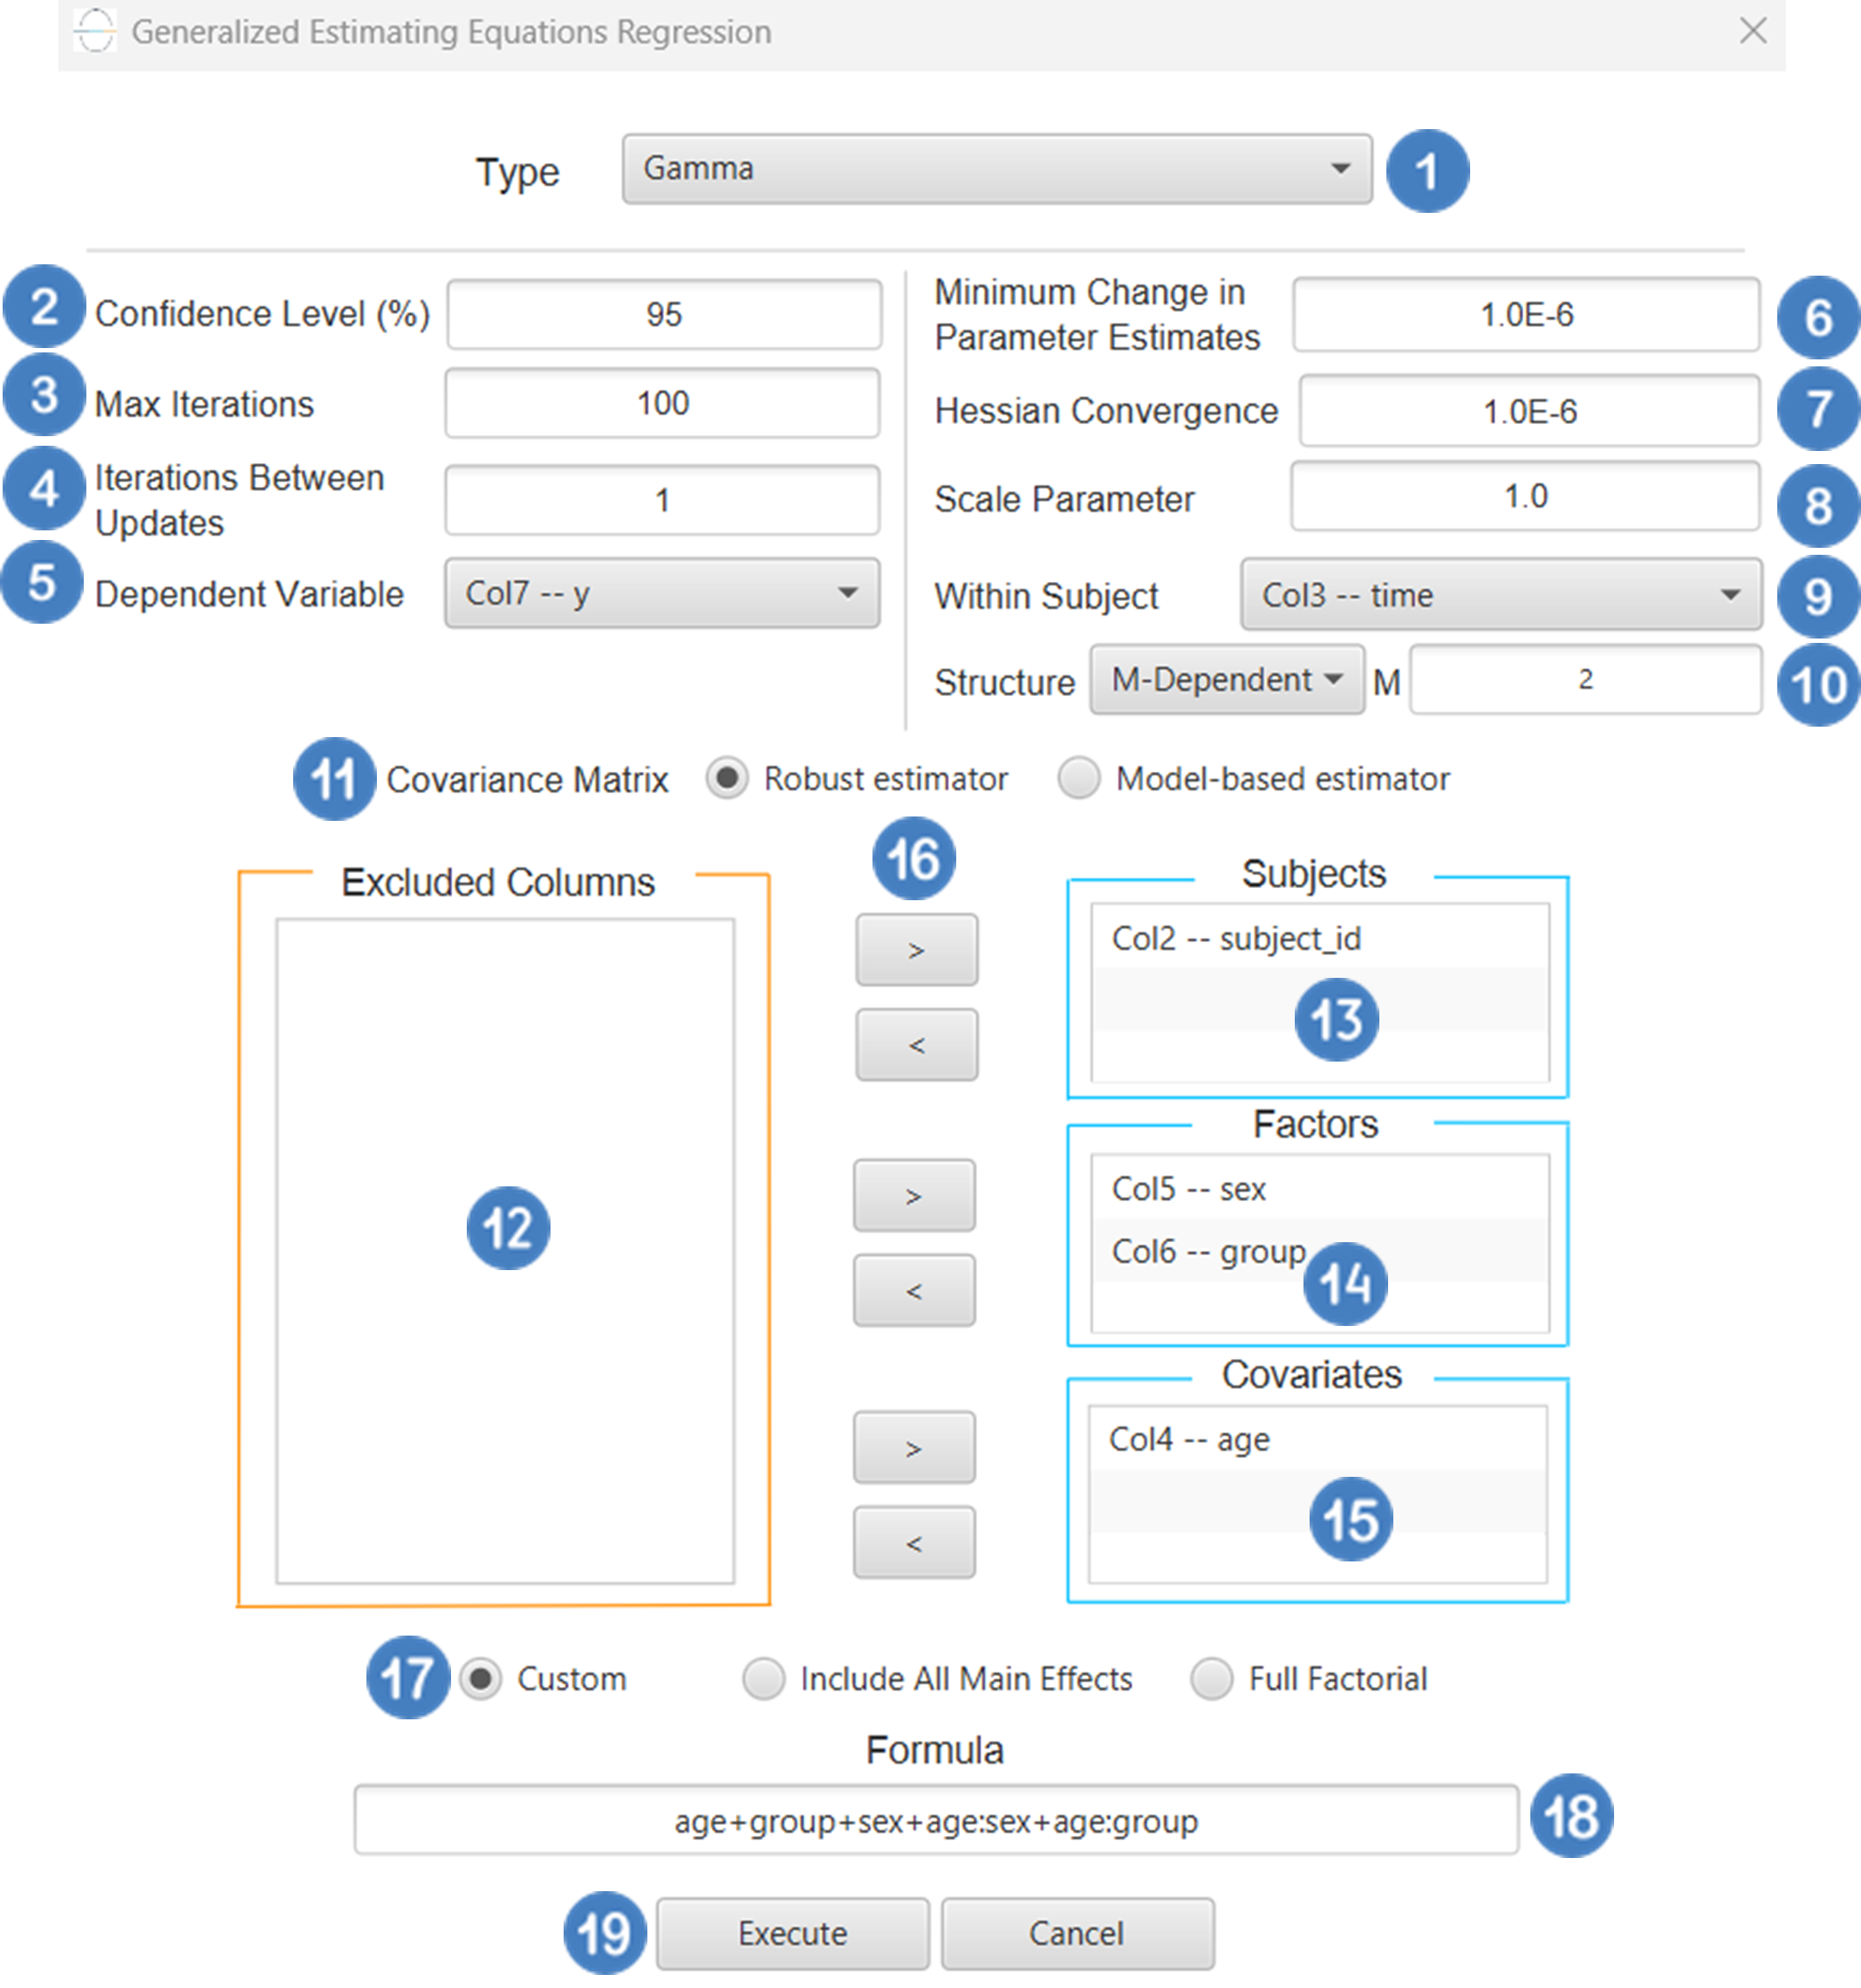 Generalized Estimating Equations Regression
Type Gamma 1
2 Confidence Level (%) 95
3 Max Iterations 100
4 Iterations Between
Updates 1
5 Dependent Variable Col7 -- y
Minimum Change in
Parameter Estimates 1.0E-6 6
Hessian Convergence 1.0E-6 7
Scale Parameter 1.0 8
Within Subject Col3 -- time 9
Structure M-Dependent M 2 10
11 Covariance Matrix Robust estimator Model-based estimator
Excluded Columns
12
16
>
<
>
<
>
<
Subjects
Col2 -- subject_id
13
Factors
Col5 -- sex
Col6 -- group
14
Covariates
Col4 -- age
15
17 Custom Include All Main Effects Full Factorial
Formula
age+group+sex+age:sex+age:group 18
19 Execute Cancel